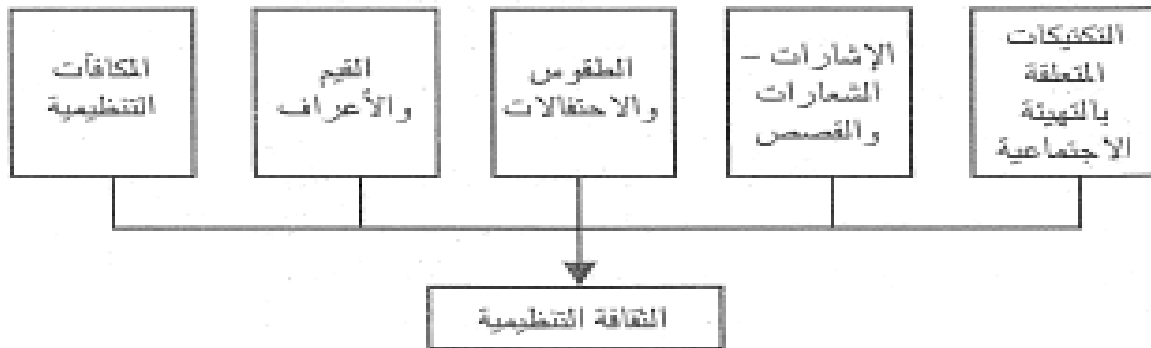 التكتيكات
المتعلقة
بالتهيئة
الاجتماعية
الإشارات –
الشعارات
والقصص
الطقوس
والاحتفالات
القيم
والأعراف
المكافآت
التنظيمية
الثقافة التنظيمية